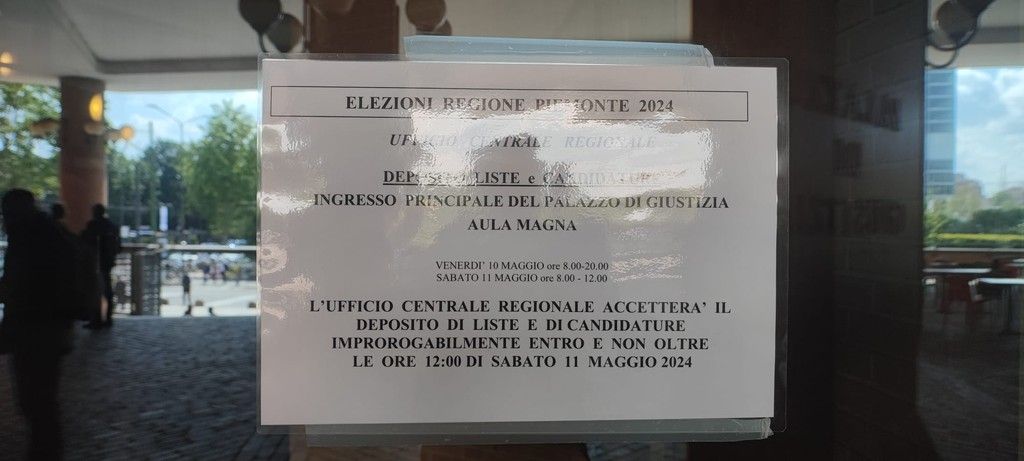 ELEZIONI REGIONE PIEMONTE 2024
UFFICIO CENTRALE REGIONALE
DEPOSITO LISTE e CANDIDATURE
INGRESSO PRINCIPALE DEL PALAZZO DI GIUSTIZIA
AULA MAGNA
VENERDI' 10 MAGGIO ore 8.00-20.00
SABATO 11 MAGGIO ore 8.00 - 12.00
L'UFFICIO CENTRALE REGIONALE ACCETTERA' IL
DEPOSITO DI LISTE E DI CANDIDATURE
IMPROROGABILMENTE ENTRO E NON OLTRE
LE ORE 12:00 DI SABATO 11 MAGGIO 2024